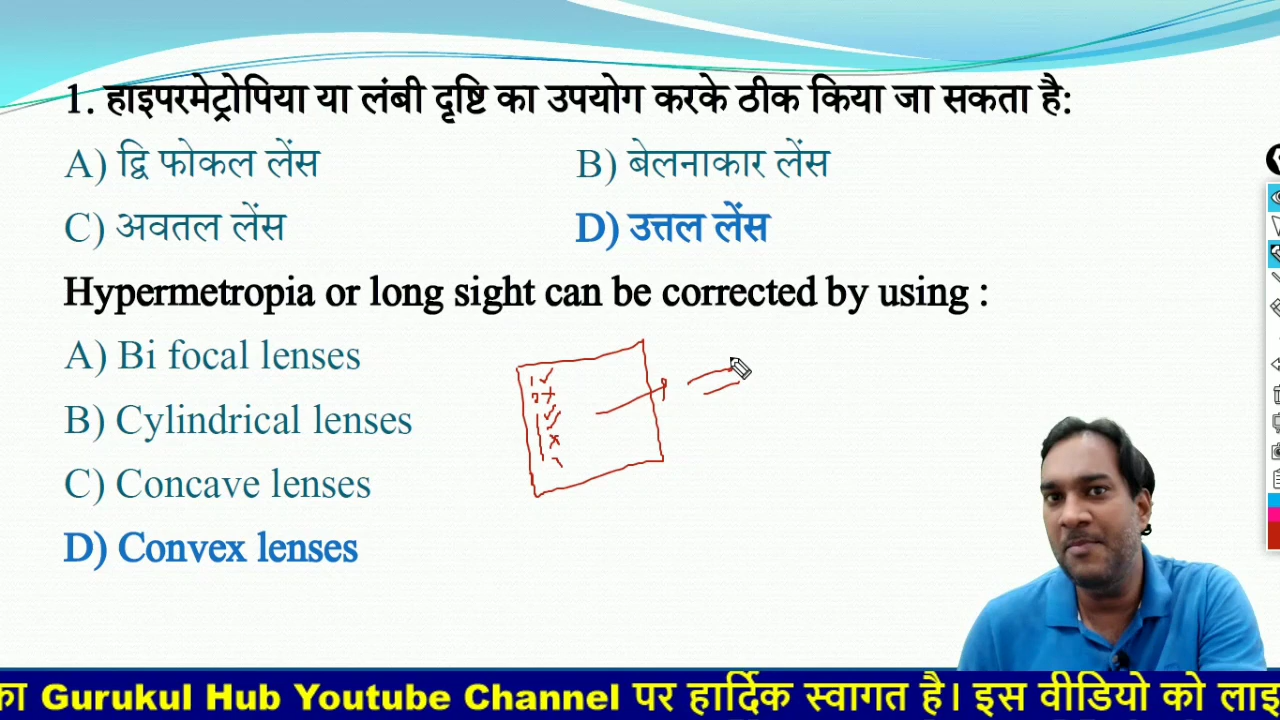 1. हाइपरमेट्रोपिया या लंबी दृष्टि का उपयोग करके ठीक किया जा सकता है:
A) द्वि फोकल लेंस B) बेलनाकार लेंस
C) अवतल लेंस D) उत्तल लेंस
Hypermetropia or long sight can be corrected by using :
A) Bi focal lenses
B) Cylindrical lenses
C) Concave lenses
D) Convex lenses
का Gurukul Hub Youtube Channel पर हार्दिक स्वागत है। इस वीडियो को लाइ